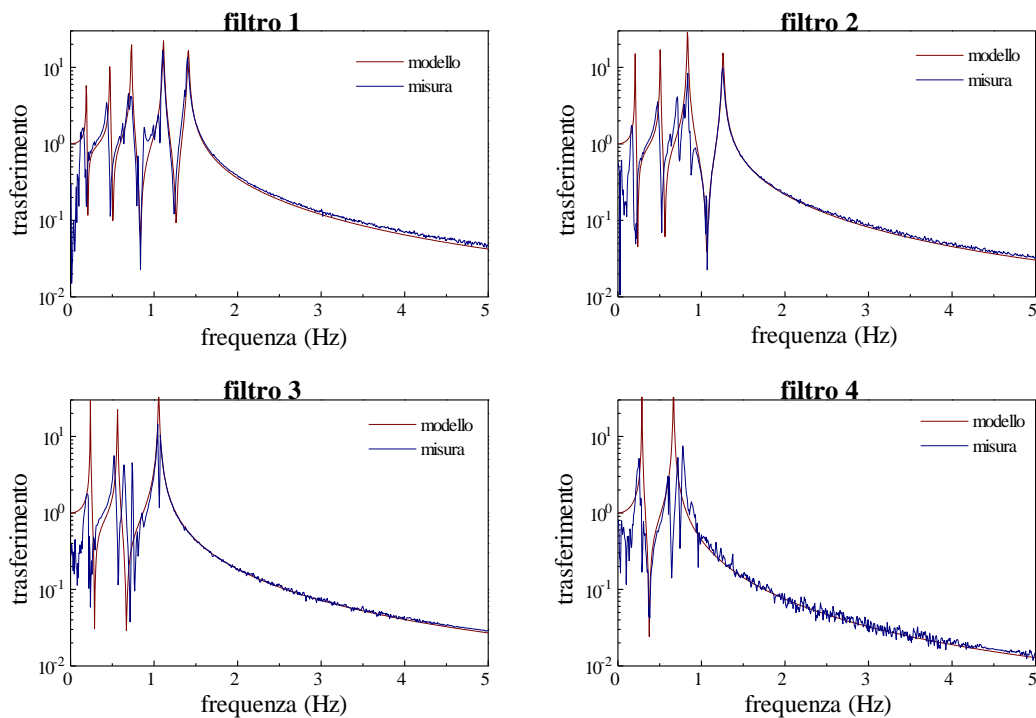 filtro 1
modello
misura
trasferimento
10^1
10^0
10^-1
10^-2
0 1 2 3 4 5
frequenza (Hz)
filtro 2
modello
misura
trasferimento
10^1
10^0
10^-1
10^-2
0 1 2 3 4 5
frequenza (Hz)
filtro 3
modello
misura
trasferimento
10^1
10^0
10^-1
10^-2
0 1 2 3 4 5
frequenza (Hz)
filtro 4
modello
misura
trasferimento
10^1
10^0
10^-1
10^-2
0 1 2 3 4 5
frequenza (Hz)